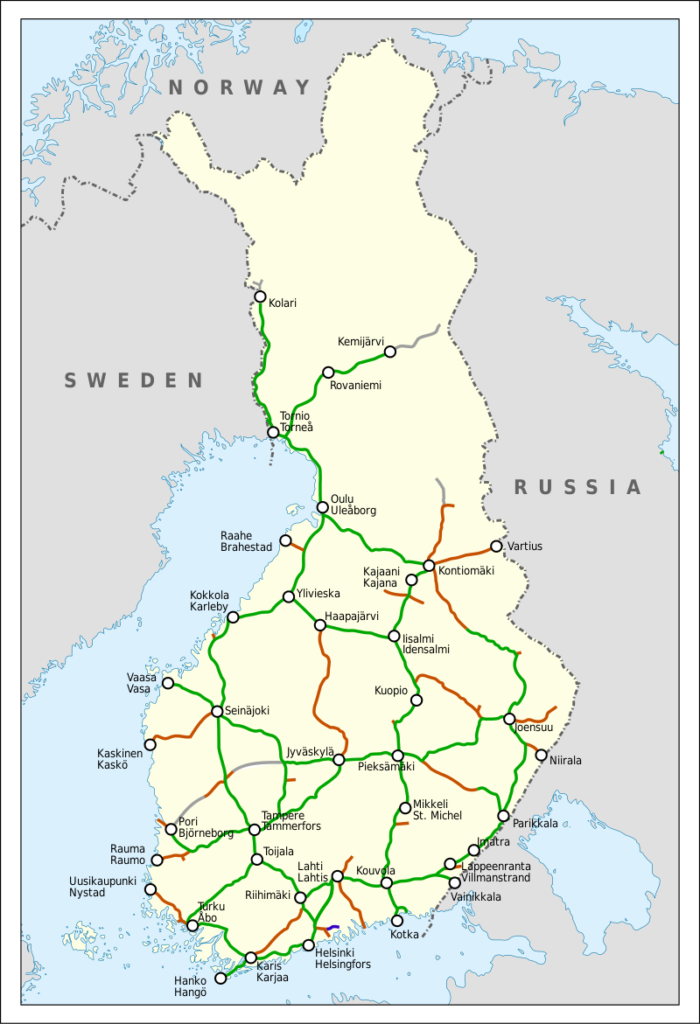 NORWAY
Kolari
Kemijärvi
SWEDEN
Rovaniemi
Tornio
Torneå
RUSSIA
Oulu
Uleåborg
Raahe
Brahestad
Vartius
Kontiomäki
Kajaani
Kajana
Kokkola
Karleby
Ylivieska
Haapajärvi
Iisalmi
Idensalmi
Vaasa
Vasa
Kuopio
Seinäjoki
Joensuu
Kaskinen
Kaskö
Jyväskylä
Pieksämäki
Niirala
Mikkeli
St. Michel
Parikkala
Pori
Björneborg
Tampere
Tammerfors
Rauma
Raumo
Toijala
Imatra
Lahti
Lahtis
Kouvola
Lappeenranta
Villmanstrand
Uusikaupunki
Nystad
Riihimäki
Vainikkala
Turku
Åbo
Kotka
Helsinki
Helsingfors
Karis
Karjaa
Hanko
Hangö